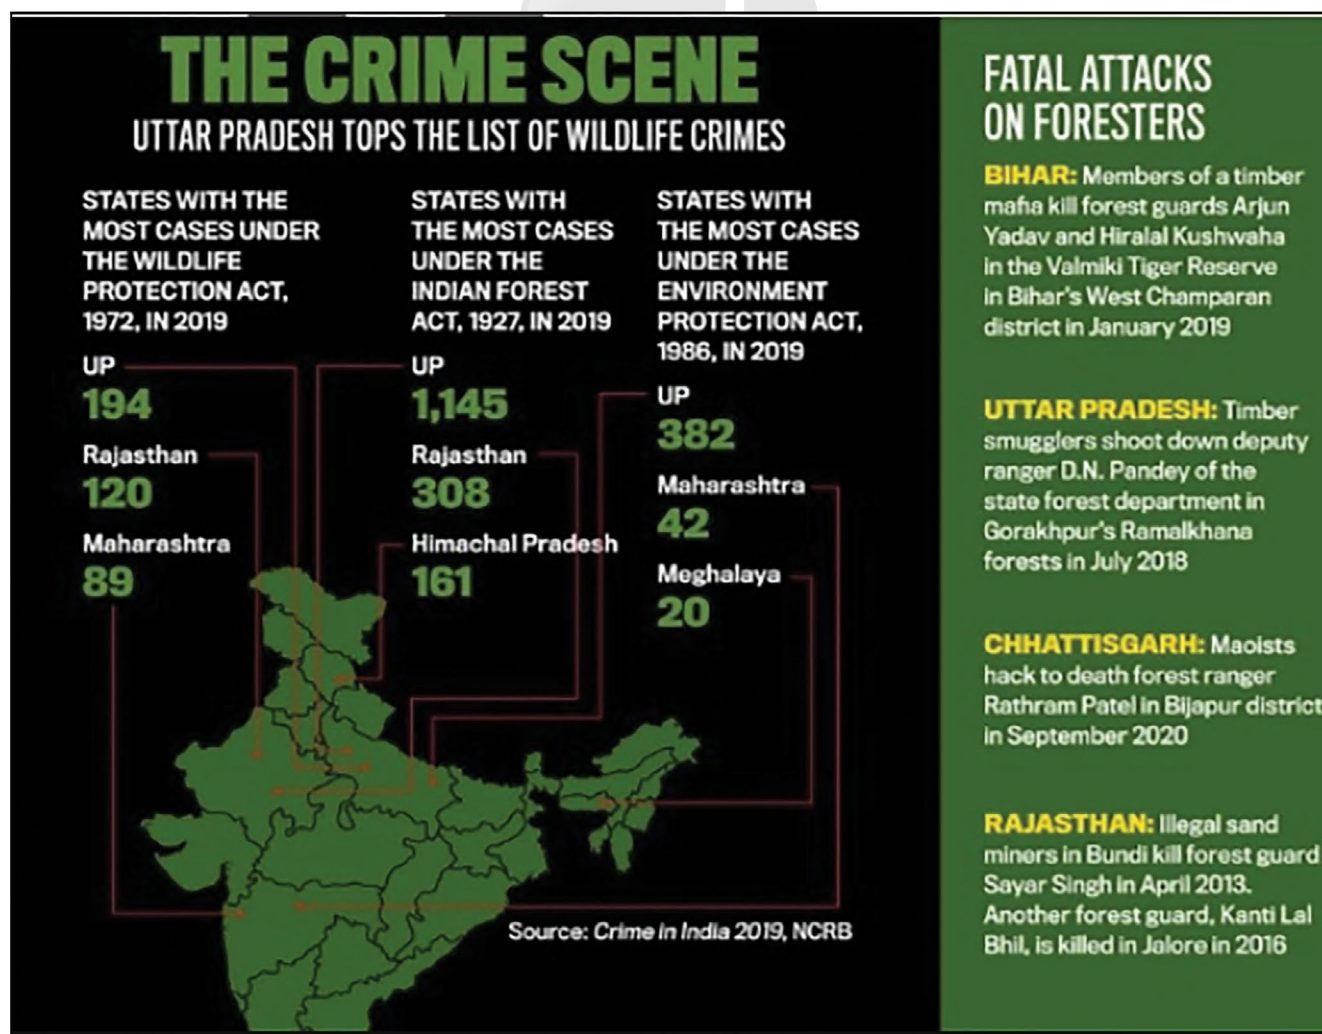 THE CRIME SCENE
UTTAR PRADESH TOPS THE LIST OF WILDLIFE CRIMES
STATES WITH THE
MOST CASES UNDER
THE WILDLIFE
PROTECTION ACT,
1972, IN 2019
UP
194
Rajasthan
120
Maharashtra
89
STATES WITH
THE MOST CASES
UNDER THE
INDIAN FOREST
ACT, 1927, IN 2019
UP
1,145
Rajasthan
308
Himachal Pradesh
161
STATES WITH
THE MOST CASES
UNDER THE
ENVIRONMENT
PROTECTION ACT,
1986, IN 2019
UP
382
Maharashtra
42
Meghalaya
20
Source: Crime in India 2019, NCRB
FATAL ATTACKS
ON FORESTERS
BIHAR: Members of a timber
mafia kill forest guards Arjun
Yadav and Hiralal Kushwaha
in the Valmiki Tiger Reserve
in Bihar's West Champaran
district in January 2019
UTTAR PRADESH: Timber
smugglers shoot down deputy
ranger D.N. Pandey of the
state forest department in
Gorakhpur's Ramalkhana
forests in July 2018
CHHATTISGARH: Maoists
hack to death forest ranger
Rathram Patel in Bijapur district
in September 2020
RAJASTHAN: Illegal sand
miners in Bundi kill forest guard
Sayar Singh in April 2013.
Another forest guard, Kanti Lal
Bhil, is killed in Jalore in 2016